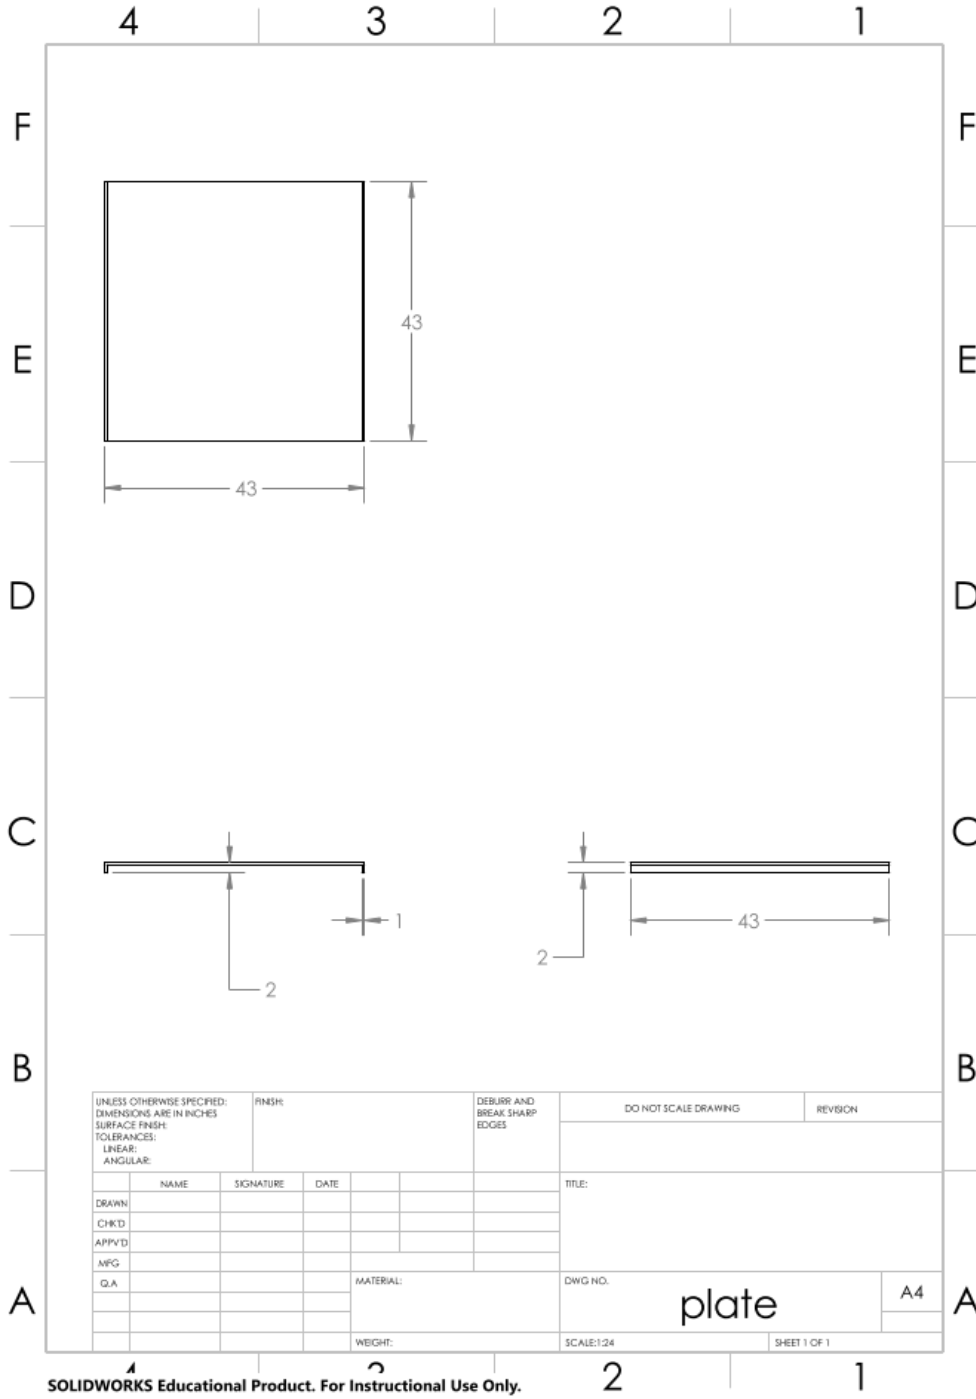 4 3 2 1
F F
43
E E
43
D D
C C
1
43
2
2
B B
UNLESS OTHERWISE SPECIFIED:
DIMENSIONS ARE IN INCHES
SURFACE FINISH:
TOLERANCES:
LINEAR:
ANGULAR:
FINISH:
DEBURR AND
BREAK SHARP
EDGES
DO NOT SCALE DRAWING
REVISION
NAME SIGNATURE DATE
TITLE:
DRAWN
CHK'D
APPV'D
MFG
Q.A
MATERIAL:
DWG NO.
plate
A4
A A
WEIGHT:
SCALE:1:24
SHEET 1 OF 1
4 3 2 1
SOLIDWORKS Educational Product. For Instructional Use Only.